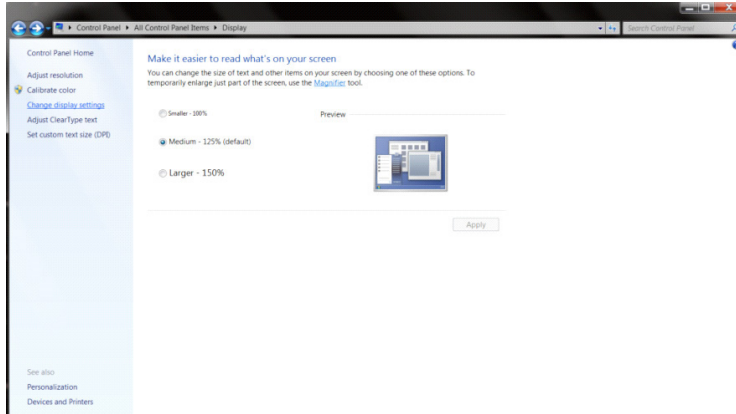 Control Panel ▸ All Control Panel Items ▸ Display
Search Control Panel
Control Panel Home
Adjust resolution
Calibrate color
Change display settings
Adjust ClearType text
Set custom text size (DPI)
Make it easier to read what's on your screen
You can change the size of text and other items on your screen by choosing one of these options. To
temporarily enlarge just part of the screen, use the Magnifier tool.
Smaller - 100%
Preview
Medium - 125% (default)
Larger - 150%
Apply
See also
Personalization
Devices and Printers